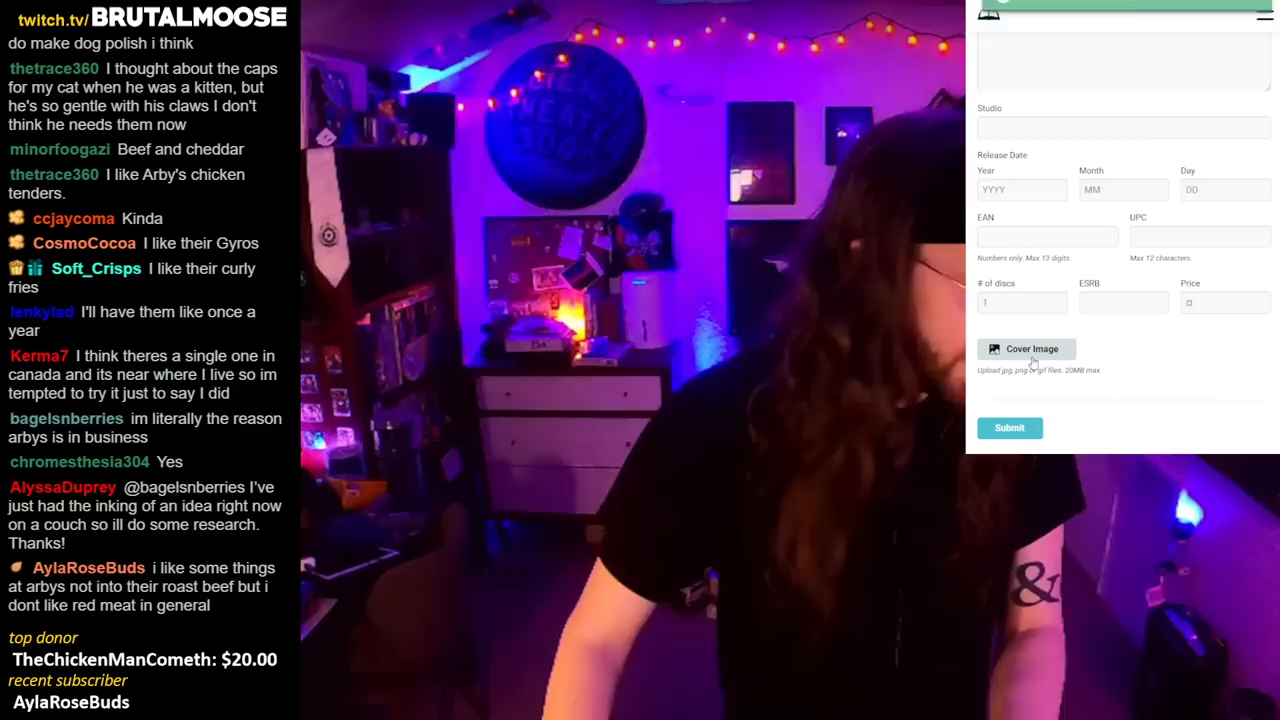 twitch.tv/BRUTALMOOSE
do make dog polish i think
thetrace360 I thought about the caps
for my cat when he was a kitten, but
he's so gentle with his claws I don't
think he needs them now
minorfoogazi Beef and cheddar
thetrace360 I like Arby's chicken
tenders.
ccjaycoma Kinda
CosmoCocoa I like their Gyros
Soft_Crisps I like their curly
fries
lenkylad I'll have them like once a
year
Kerma7 I think theres a single one in
canada and its near where I live so im
tempted to try it just to say I did
bagelsnberries im literally the reason
arbys is in business
chromesthesia304 Yes
AlyssaDuprey @bagelsnberries I've
just had the inking of an idea right now
on a couch so ill do some research.
Thanks!
AylaRoseBuds i like some things
at arbys not into their roast beef but i
dont like red meat in general
top donor
TheChickenManCometh: $20.00
recent subscriber
AylaRoseBuds
Studio
Release Date
Year Month Day
YYYY MM DD
EAN UPC
Numbers only. Max 13 digits. Max 12 characters.
# of discs ESRB Price
1 ¤
Cover Image
Upload jpg, png or gif files. 20MB max.
Submit
&